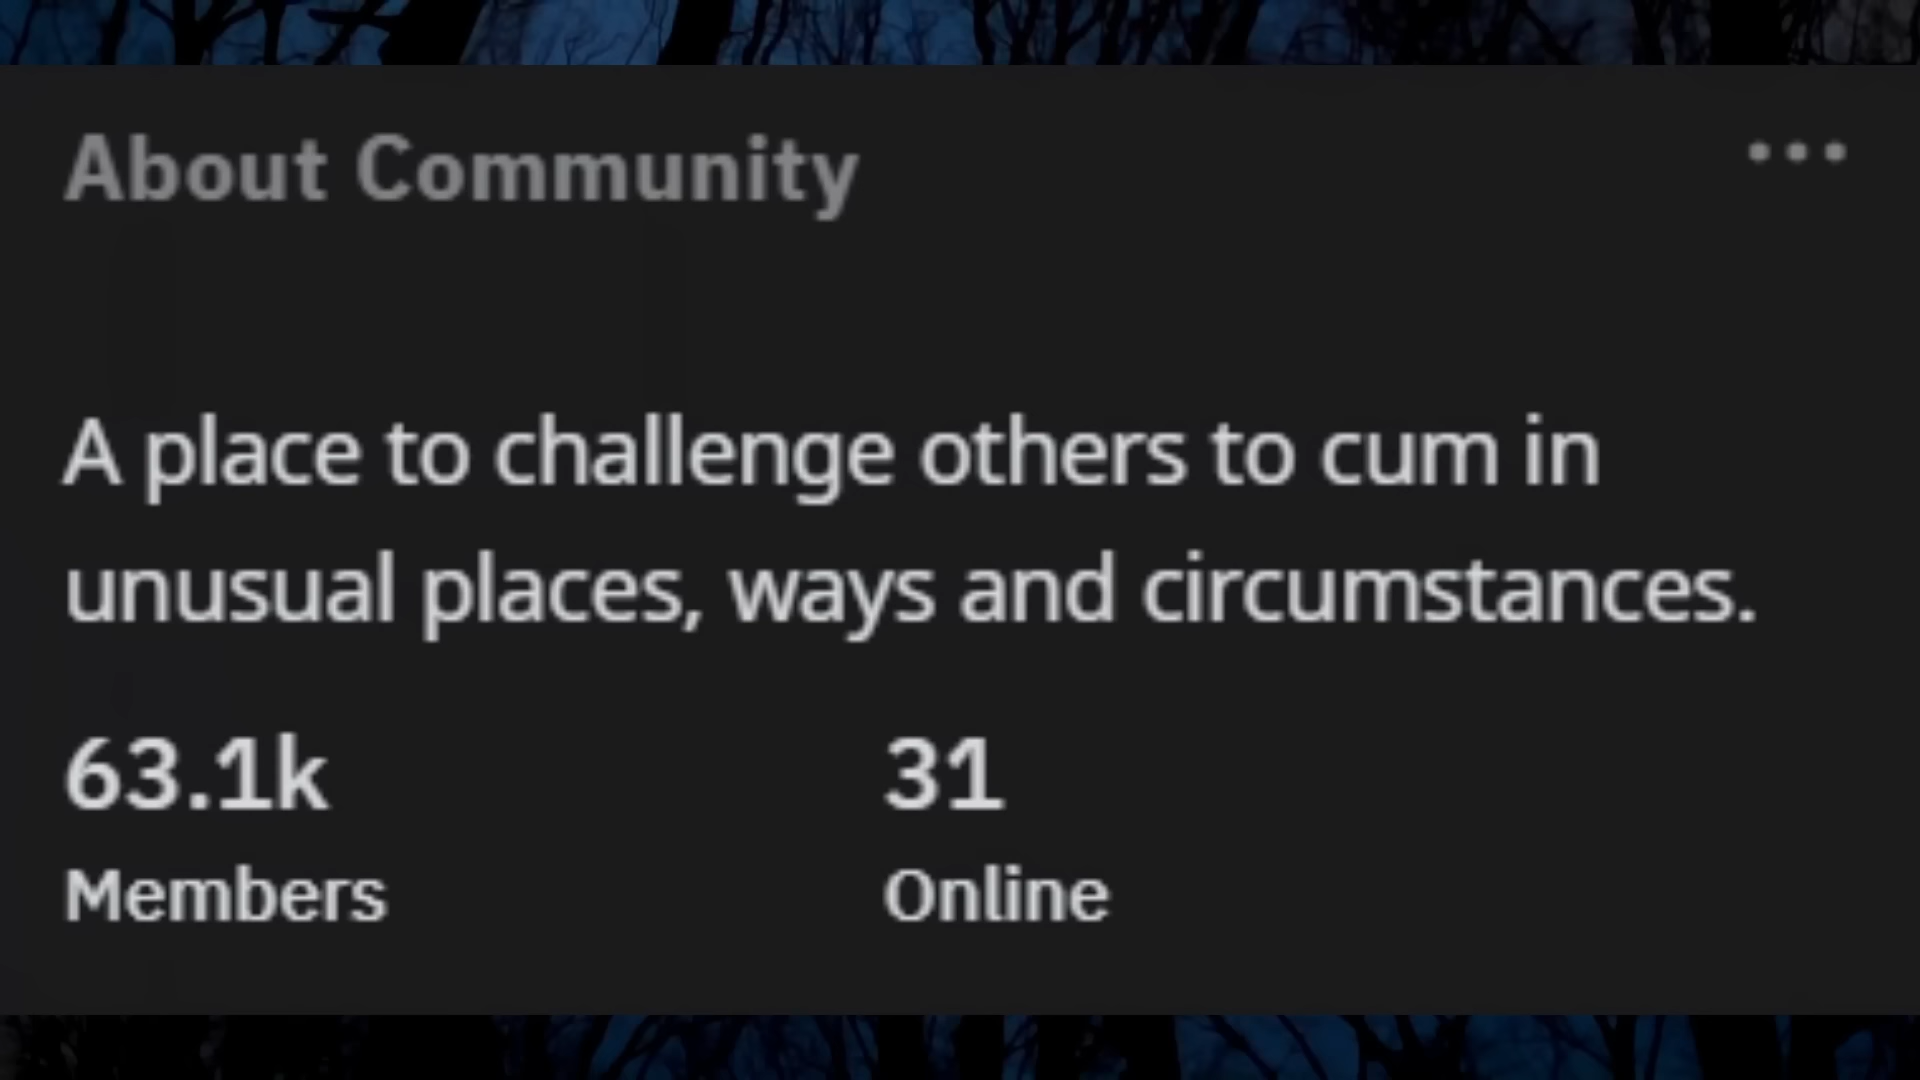 About Community
A place to challenge others to cum in
unusual places, ways and circumstances.
63.1k 31
Members Online